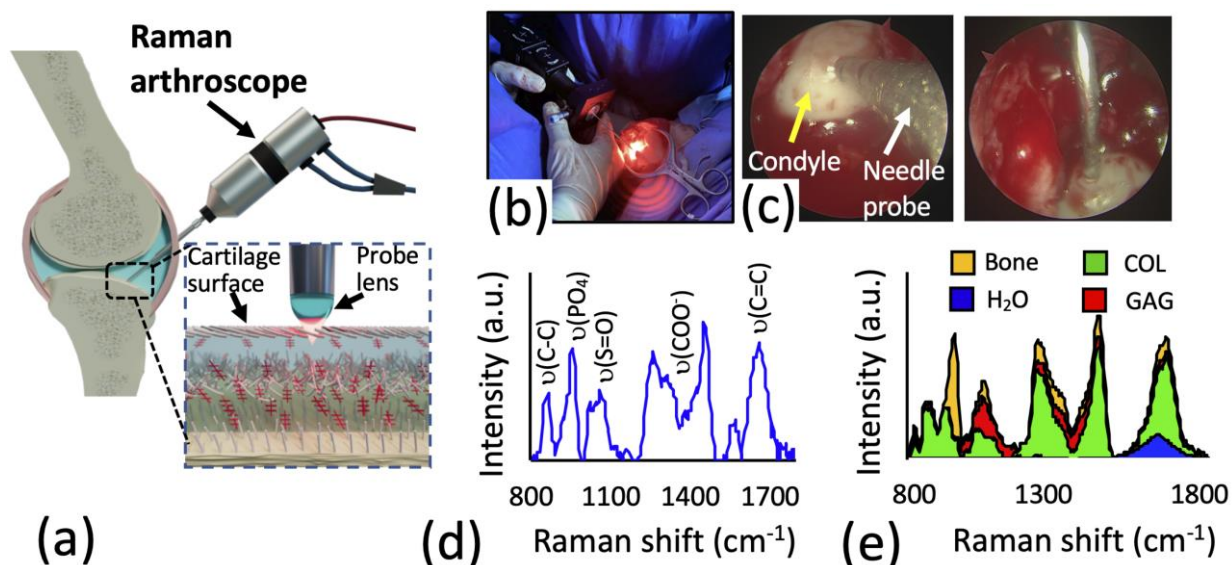 Raman
arthroscope
Cartilage
surface
Probe
lens
(a)
(b)
Condyle
Needle
probe
(c)
Intensity (a.u.)
υ(C-C)
υ(PO₄)
υ(S=O)
υ(COO⁻)
υ(C=C)
800 1100 1400 1700
Raman shift (cm⁻¹)
(d)
Bone
COL
H₂O
GAG
Intensity (a.u.)
800 1300 1800
Raman shift (cm⁻¹)
(e)